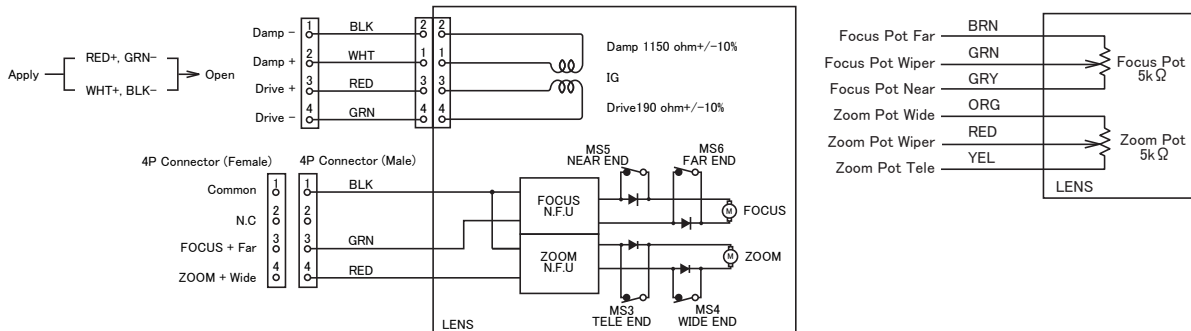 Apply
RED+, GRN-
WHT+, BLK-
Open
Damp -
1
BLK
2
2
Damp +
2
WHT
1
1
Drive +
3
RED
3
3
Drive -
4
GRN
4
4
Damp 1150 ohm+/-10%
IG
Drive190 ohm+/-10%
4P Connector (Female)
4P Connector (Male)
Common
1
1
BLK
N.C
2
2
FOCUS + Far
3
3
GRN
ZOOM + Wide
4
4
RED
FOCUS
N.F.U
ZOOM
N.F.U
MS5
NEAR END
MS6
FAR END
M
FOCUS
M
ZOOM
MS3
TELE END
MS4
WIDE END
LENS
Focus Pot Far
BRN
Focus Pot Wiper
GRN
Focus Pot Near
GRY
Zoom Pot Wide
ORG
Zoom Pot Wiper
RED
Zoom Pot Tele
YEL
Focus Pot
5kΩ
Zoom Pot
5kΩ
LENS